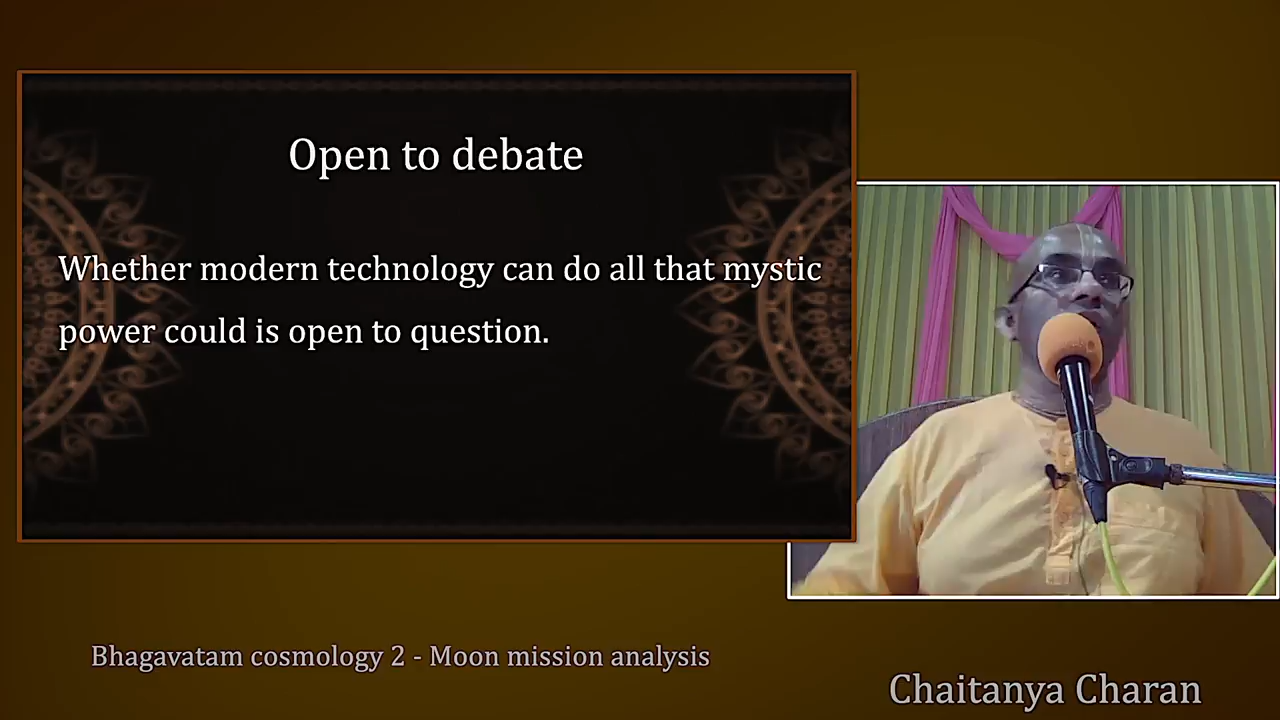 Open to debate
Whether modern technology can do all that mystic
power could is open to question.
Bhagavatam cosmology 2 - Moon mission analysis
Chaitanya Charan